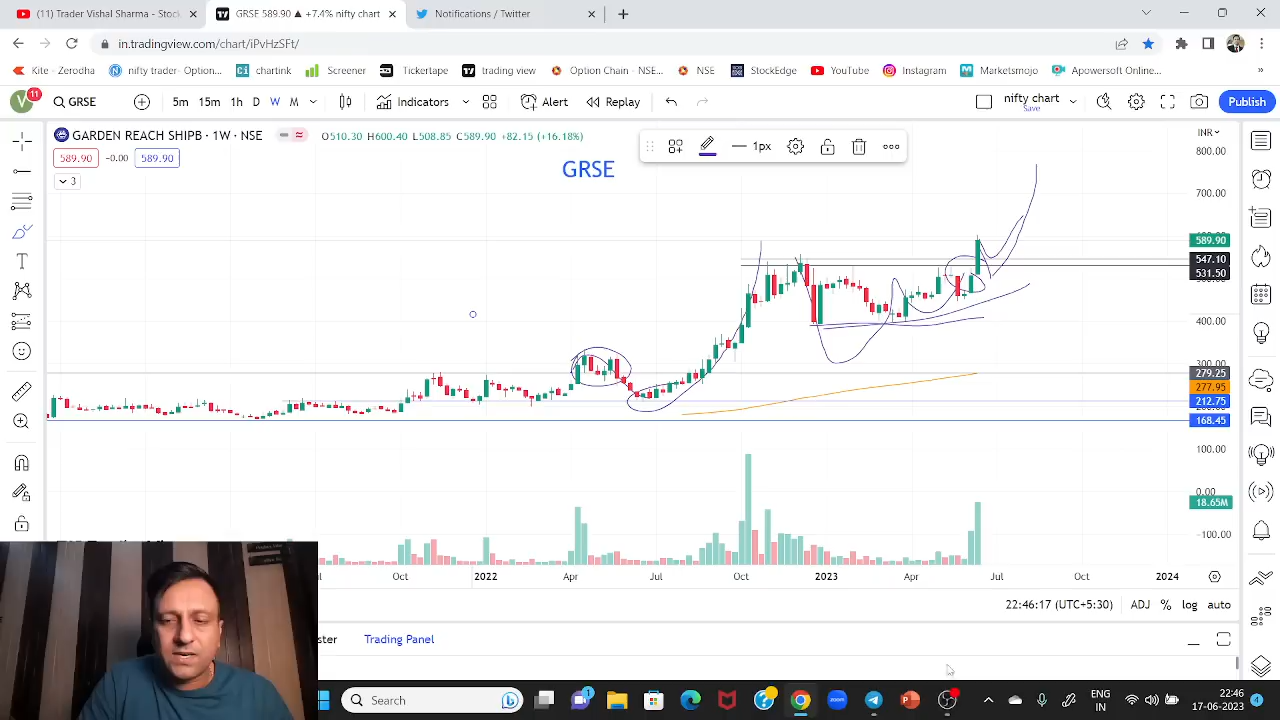 Trader VI - Sharma - Stock
GRSE 589.90 ▲ +7.4% nifty chart
Notifications / Twitter
in.tradingview.com/chart/iPvHzSFt/
Kite - Zerodha
nifty trader- Option...
chartink
Screener
Tickertape
trading view
Option Chain - NSE...
NSE
StockEdge
YouTube
Instagram
Marketsmojo
Apowersoft Online...
»
V 11
GRSE
5m 15m 1h D W M
Indicators
Alert
Replay
nifty chart
Save
Publish
GARDEN REACH SHIPB · 1W · NSE
O510.30 H600.40 L508.85 C589.90 +82.15 (+16.18%)
1px
INR
589.90 -0.00 589.90
3
GRSE
800.00
700.00
589.90
547.10
531.50
400.00
300.00
279.25
277.95
212.75
168.45
100.00
0.00
18.65M
-100.00
Oct 2022 Apr Jul Oct 2023 Apr Jul Oct 2024
22:46:17 (UTC+5:30) ADJ % log auto
ster
Trading Panel
Search
1
ENG
IN
22:46
17-06-2023